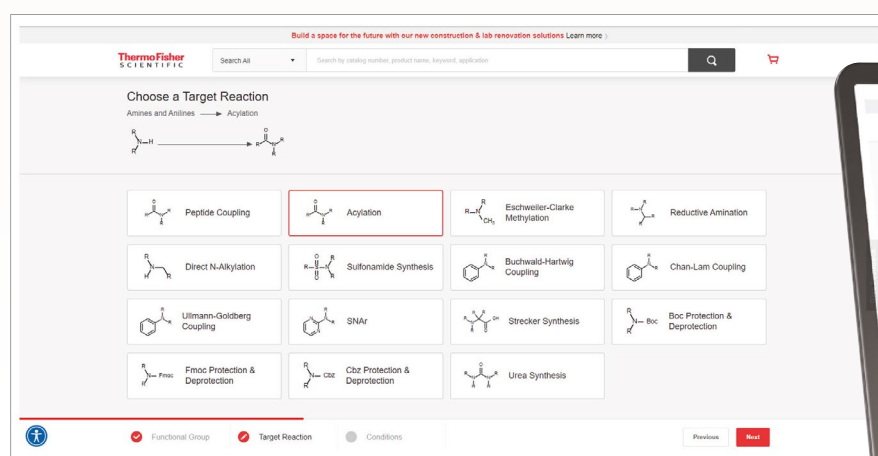 Build a space for the future with our new construction & lab renovation solutions Learn more >
ThermoFisher
SCIENTIFIC
Search All
Search by catalog number, product name, keyword, application
Choose a Target Reaction
Amines and Anilines → Acylation
Peptide Coupling
Acylation
Eschweiler-Clarke
Methylation
Reductive Amination
Direct N-Alkylation
Sulfonamide Synthesis
Buchwald-Hartwig
Coupling
Chan-Lam Coupling
Ullmann-Goldberg
Coupling
SNAr
Strecker Synthesis
Boc
Boc Protection &
Deprotection
Fmoc
Fmoc Protection &
Deprotection
Cbz
Cbz Protection &
Deprotection
Urea Synthesis
Functional Group
Target Reaction
Conditions
Previous
Next